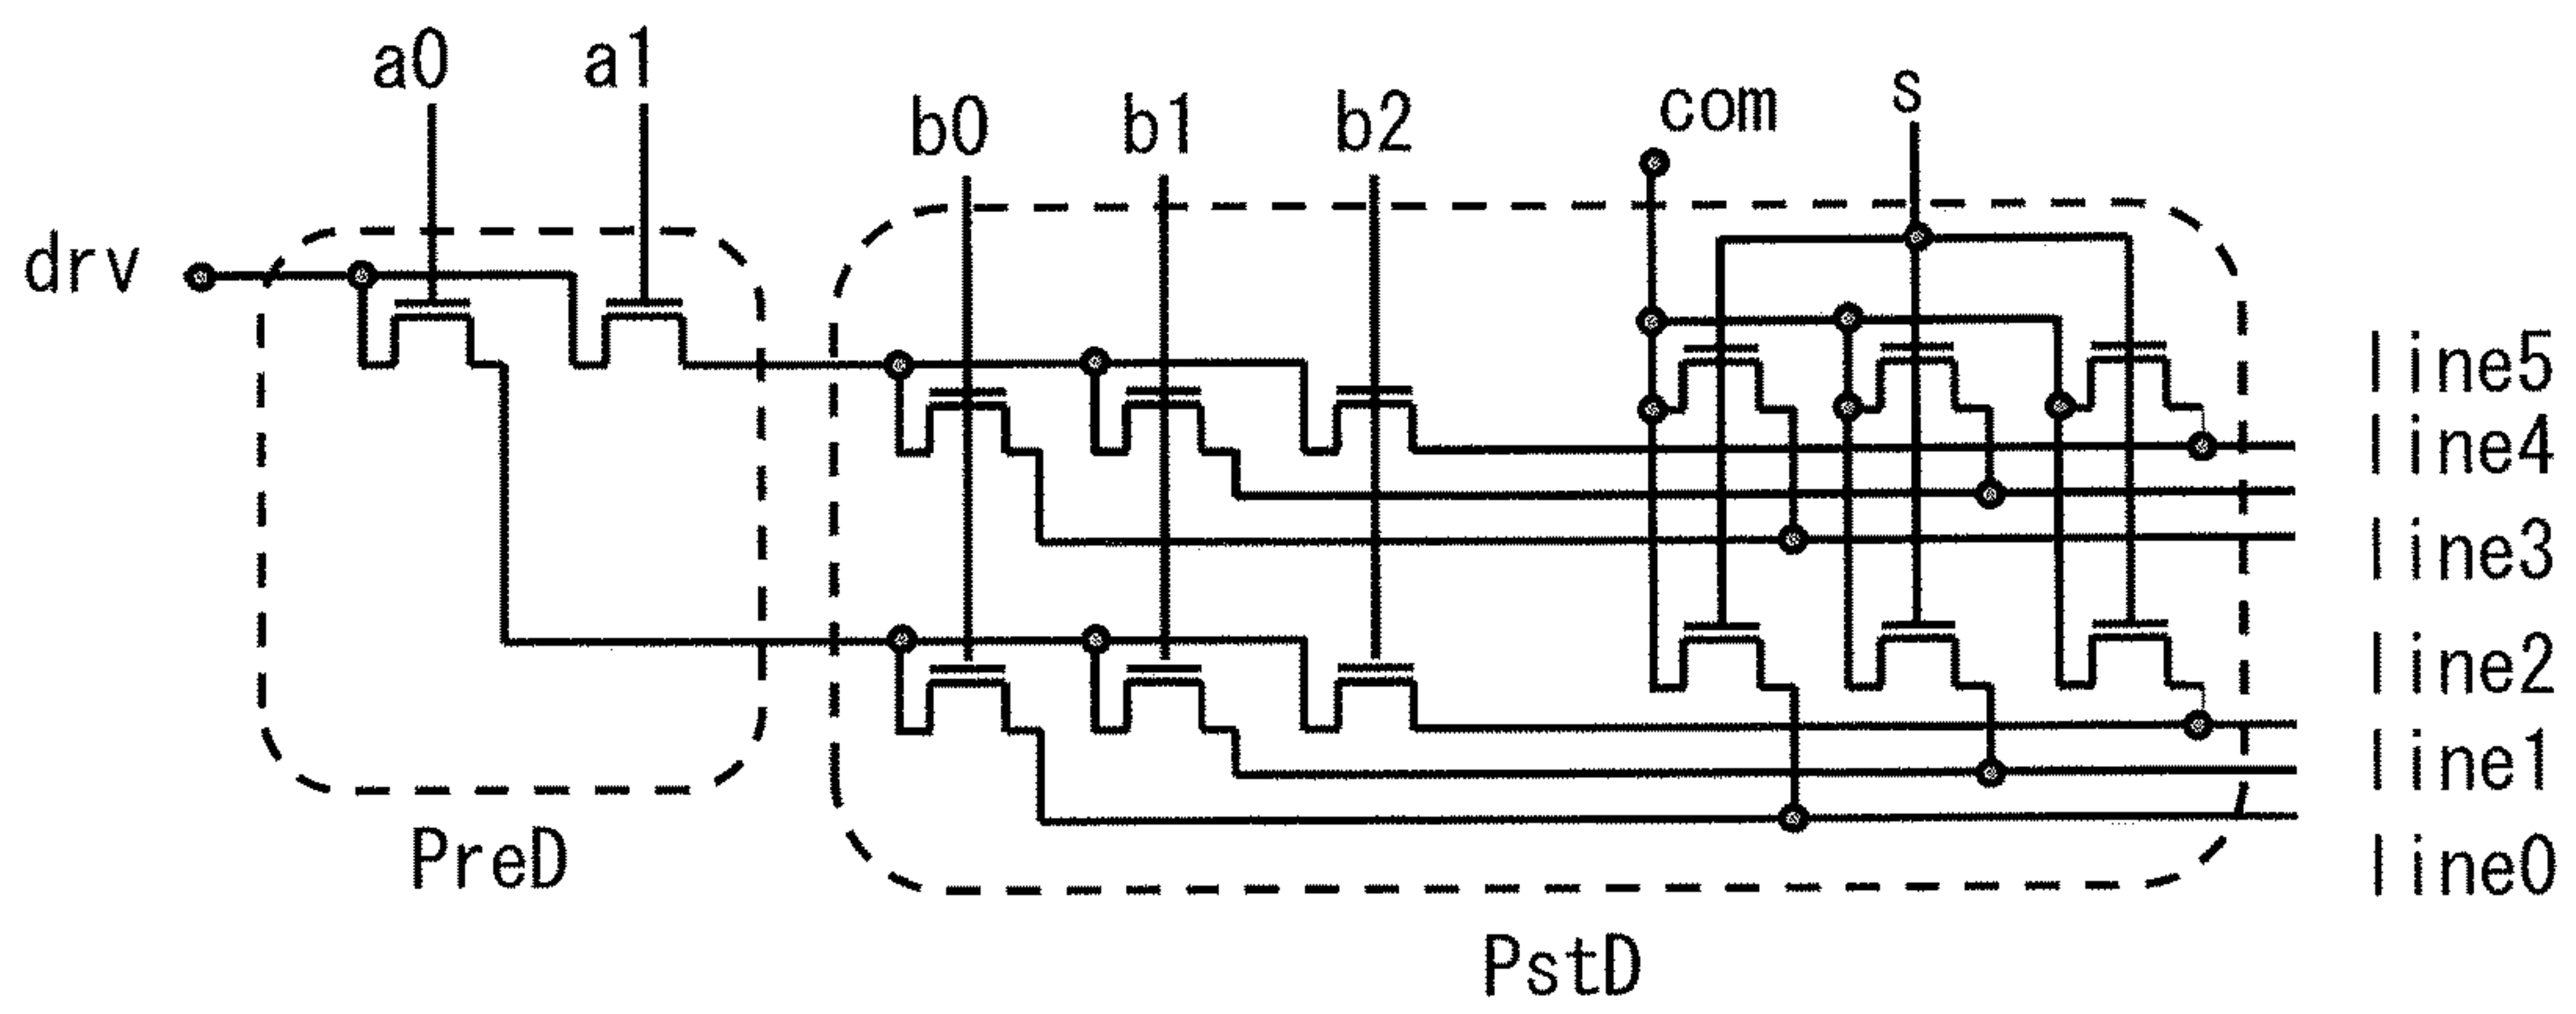 a0
a1
b0
b1
b2
com
s
drv
line5
line4
line3
line2
line1
line0
PreD
PstD